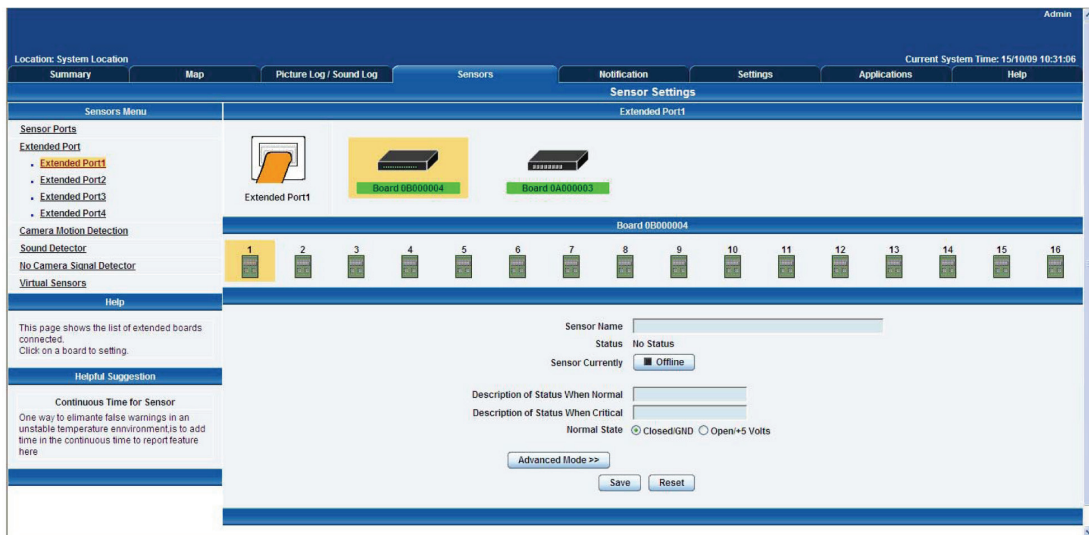 Admin
Location: System Location
Current System Time: 15/10/09 10:31:06
Summary
Map
Picture Log / Sound Log
Sensors
Notification
Settings
Applications
Help
Sensor Settings
Sensors Menu
Sensor Ports
Extended Port
Extended Port1
Extended Port2
Extended Port3
Extended Port4
Camera Motion Detection
Sound Detector
No Camera Signal Detector
Virtual Sensors
Help
This page shows the list of extended boards
connected.
Click on a board to setting.
Helpful Suggestion
Continuous Time for Sensor
One way to elimante false warnings in an
unstable temperature ennvironment,is to add
time in the continuous time to report feature
here
Extended Port1
Extended Port1
Board 0B000004
Board 0A000003
Board 0B000004
1 2 3 4 5 6 7 8 9 10 11 12 13 14 15 16
Sensor Name
Status No Status
Sensor Currently Offline
Description of Status When Normal
Description of Status When Critical
Normal State Closed/GND Open/+5 Volts
Advanced Mode >>
Save Reset